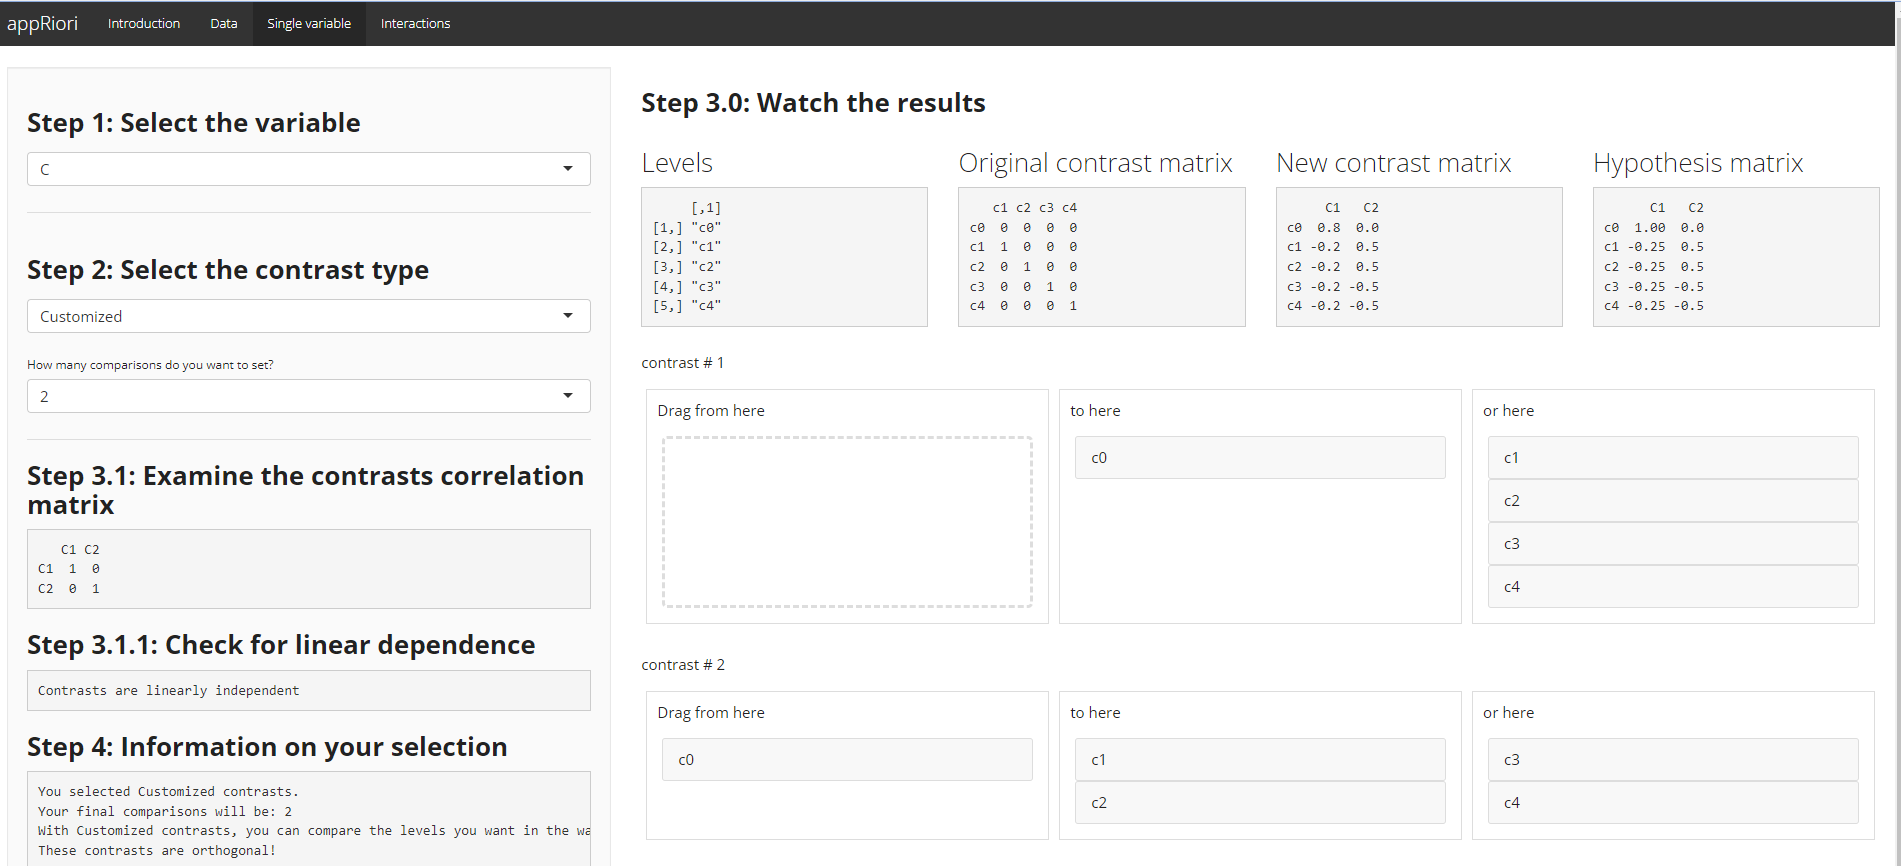 appRiori Introduction Data Single variable Interactions
Step 1: Select the variable
C
Step 2: Select the contrast type
Customized
How many comparisons do you want to set?
2
Step 3.1: Examine the contrasts correlation
matrix
C1 C2
C1 1 0
C2 0 1
Step 3.1.1: Check for linear dependence
Contrasts are linearly independent
Step 4: Information on your selection
You selected Customized contrasts.
Your final comparisons will be: 2
With Customized contrasts, you can compare the levels you want in the wa
These contrasts are orthogonal!
Step 3.0: Watch the results
Levels
[,1]
[1,] "c0"
[2,] "c1"
[3,] "c2"
[4,] "c3"
[5,] "c4"
Original contrast matrix
c1 c2 c3 c4
c0 0 0 0 0
c1 1 0 0 0
c2 0 1 0 0
c3 0 0 1 0
c4 0 0 0 1
New contrast matrix
C1 C2
c0 0.8 0.0
c1 -0.2 0.5
c2 -0.2 0.5
c3 -0.2 -0.5
c4 -0.2 -0.5
Hypothesis matrix
C1 C2
c0 1.00 0.0
c1 -0.25 0.5
c2 -0.25 0.5
c3 -0.25 -0.5
c4 -0.25 -0.5
contrast # 1
Drag from here
to here
c0
or here
c1
c2
c3
c4
contrast # 2
Drag from here
c0
to here
c1
c2
or here
c3
c4